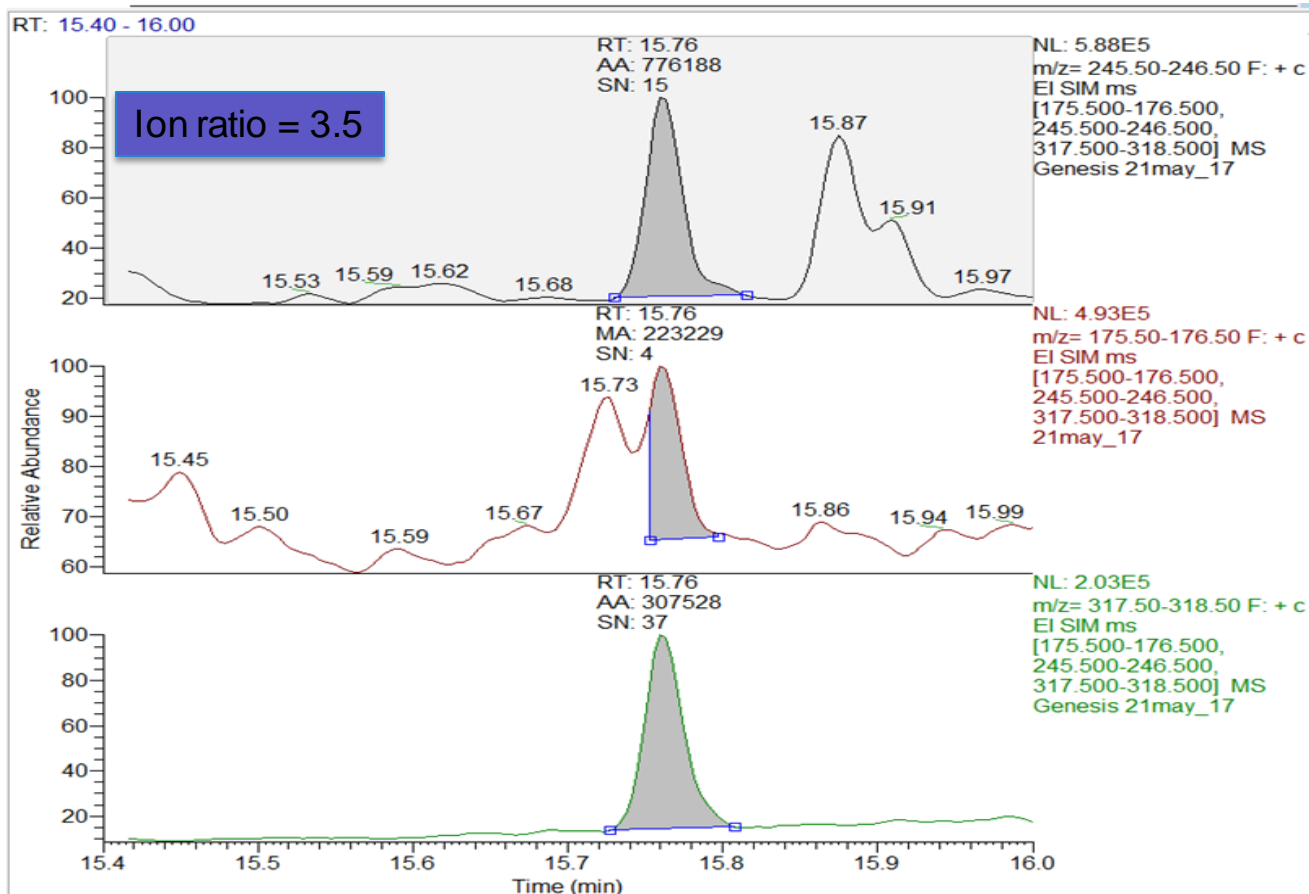 RT: 15.40 - 16.00
RT: 15.76
AA: 776188
SN: 15
Ion ratio = 3.5
100
80
60
40
20
15.53
15.59
15.62
15.68
15.87
15.91
15.97
NL: 5.88E5
m/z= 245.50-246.50 F: + c
EI SIM ms
[175.500-176.500,
245.500-246.500,
317.500-318.500] MS
Genesis 21may_17
RT: 15.76
MA: 223229
SN: 4
100
90
80
70
60
15.45
15.50
15.59
15.67
15.73
15.86
15.94
15.99
NL: 4.93E5
m/z= 175.50-176.50 F: + c
EI SIM ms
[175.500-176.500,
245.500-246.500,
317.500-318.500] MS
21may_17
Relative Abundance
RT: 15.76
AA: 307528
SN: 37
100
80
60
40
20
NL: 2.03E5
m/z= 317.50-318.50 F: + c
EI SIM ms
[175.500-176.500,
245.500-246.500,
317.500-318.500] MS
Genesis 21may_17
15.4
15.5
15.6
15.7
15.8
15.9
16.0
Time (min)